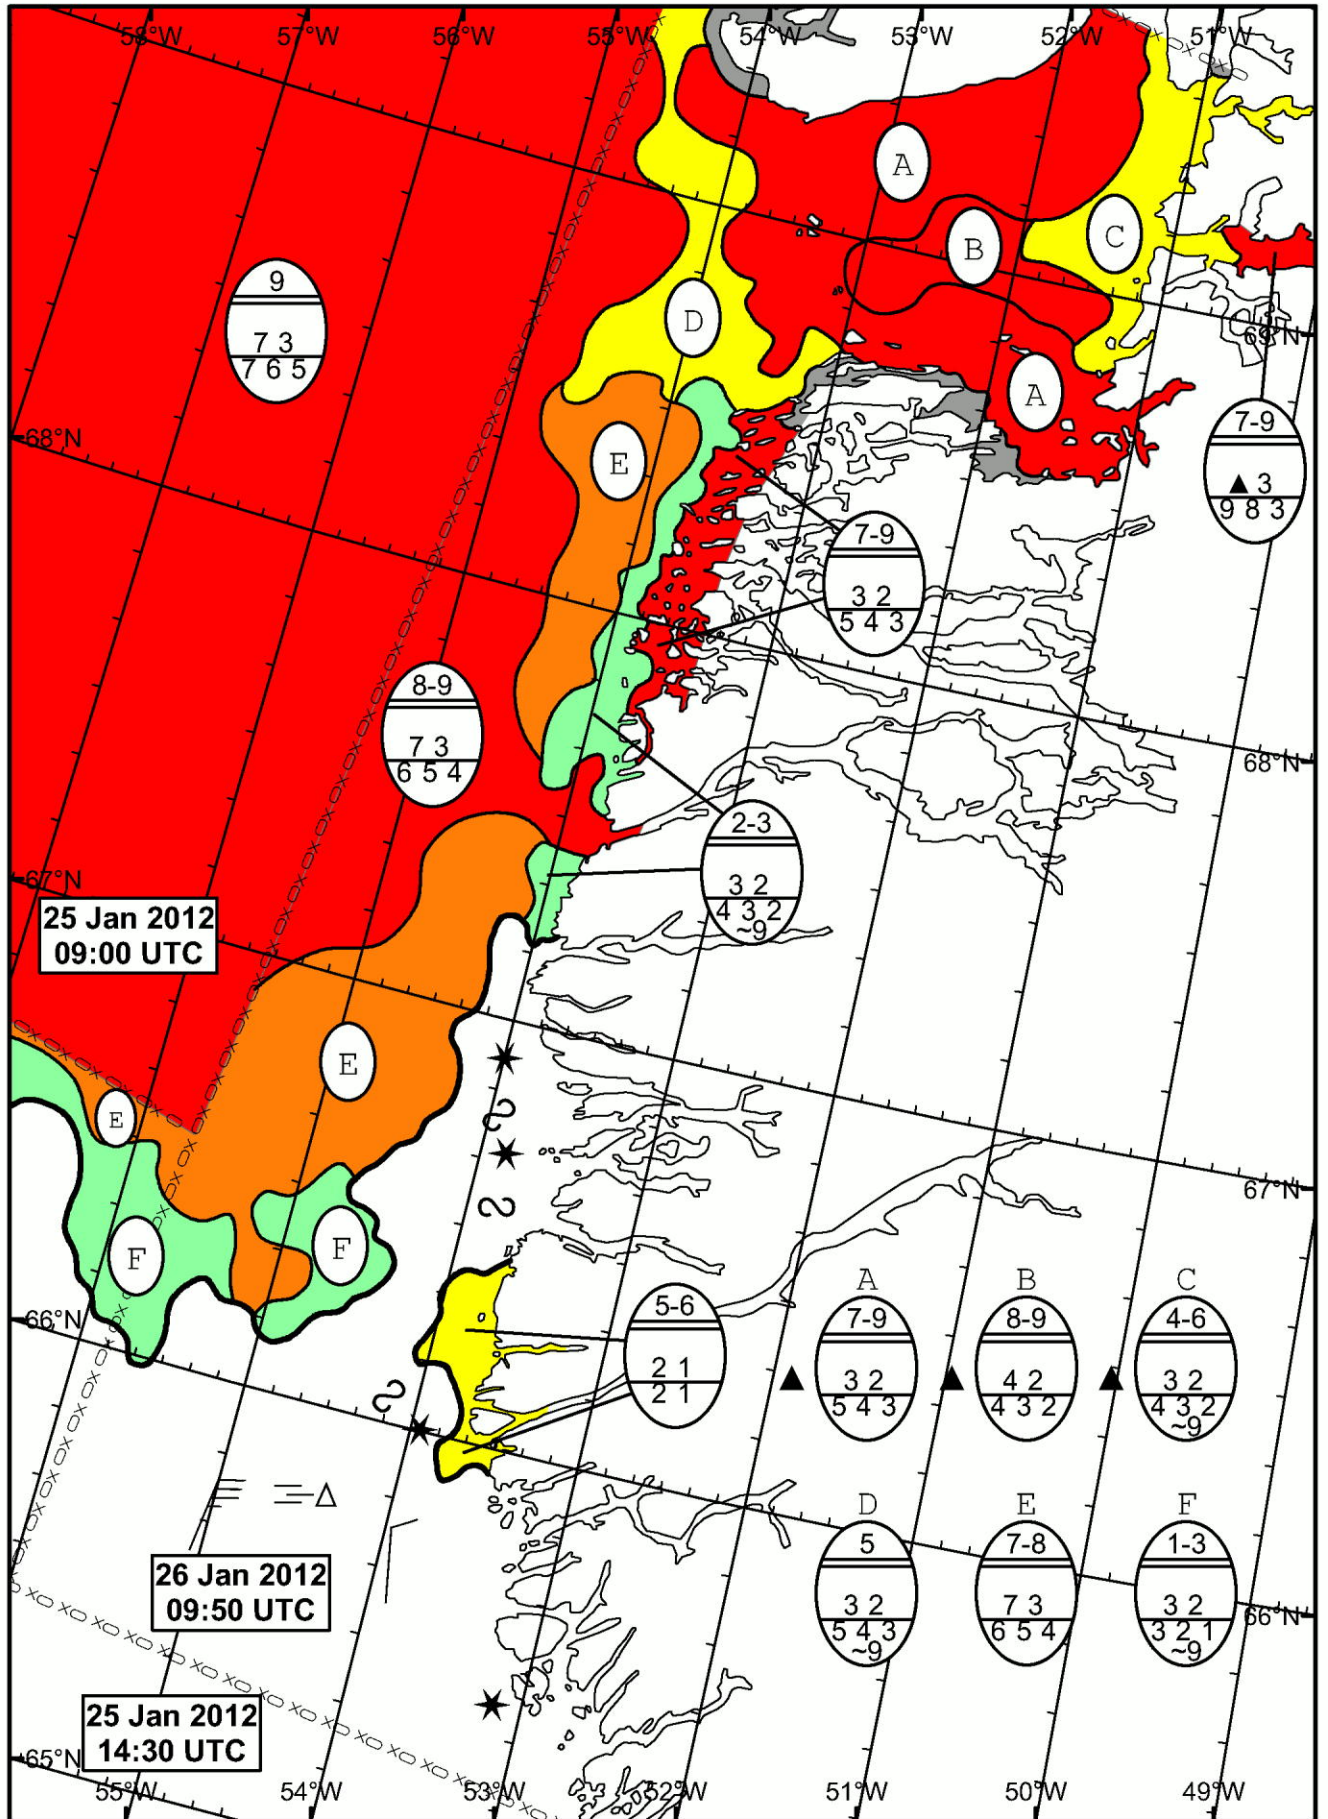 58°W 57°W 56°W 55°W 54°W 53°W 52°W 51°W
A
B
C
9
7 3
7 6 5
D
69°N
A
7-9
▲ 3
9 8 3
68°N
E
7-9
3 2
5 4 3
8-9
7 3
6 5 4
68°N
2-3
3 2
4 3 2
~9
67°N
25 Jan 2012
09:00 UTC
E
E
67°N
F
F
66°N
5-6
2 1
2 1
A
7-9
3 2
5 4 3
B
8-9
4 2
4 3 2
C
4-6
3 2
4 3 2
~9
D
5
3 2
5 4 3
~9
E
7-8
7 3
6 5 4
F
1-3
3 2
3 2 1
~9
66°N
26 Jan 2012
09:50 UTC
25 Jan 2012
14:30 UTC
65°N
55°W 54°W 53°W 52°W 51°W 50°W 49°W